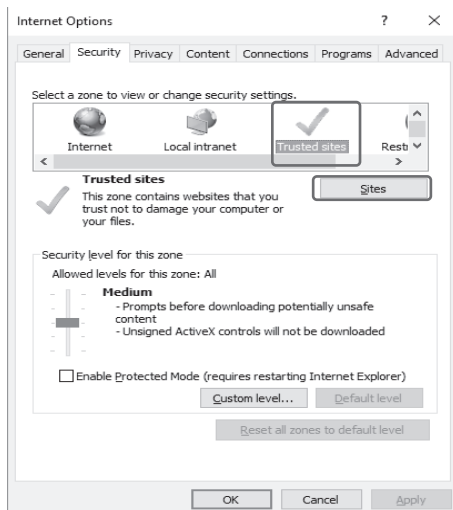 Internet Options ? ×
General Security Privacy Content Connections Programs Advanced
Select a zone to view or change security settings.
Internet Local intranet Trusted sites Restr
Trusted sites
Sites
This zone contains websites that you
trust not to damage your computer or
your files.
Security level for this zone
Allowed levels for this zone: All
Medium
- Prompts before downloading potentially unsafe
content
- Unsigned ActiveX controls will not be downloaded
Enable Protected Mode (requires restarting Internet Explorer)
Custom level... Default level
Reset all zones to default level
OK Cancel Apply